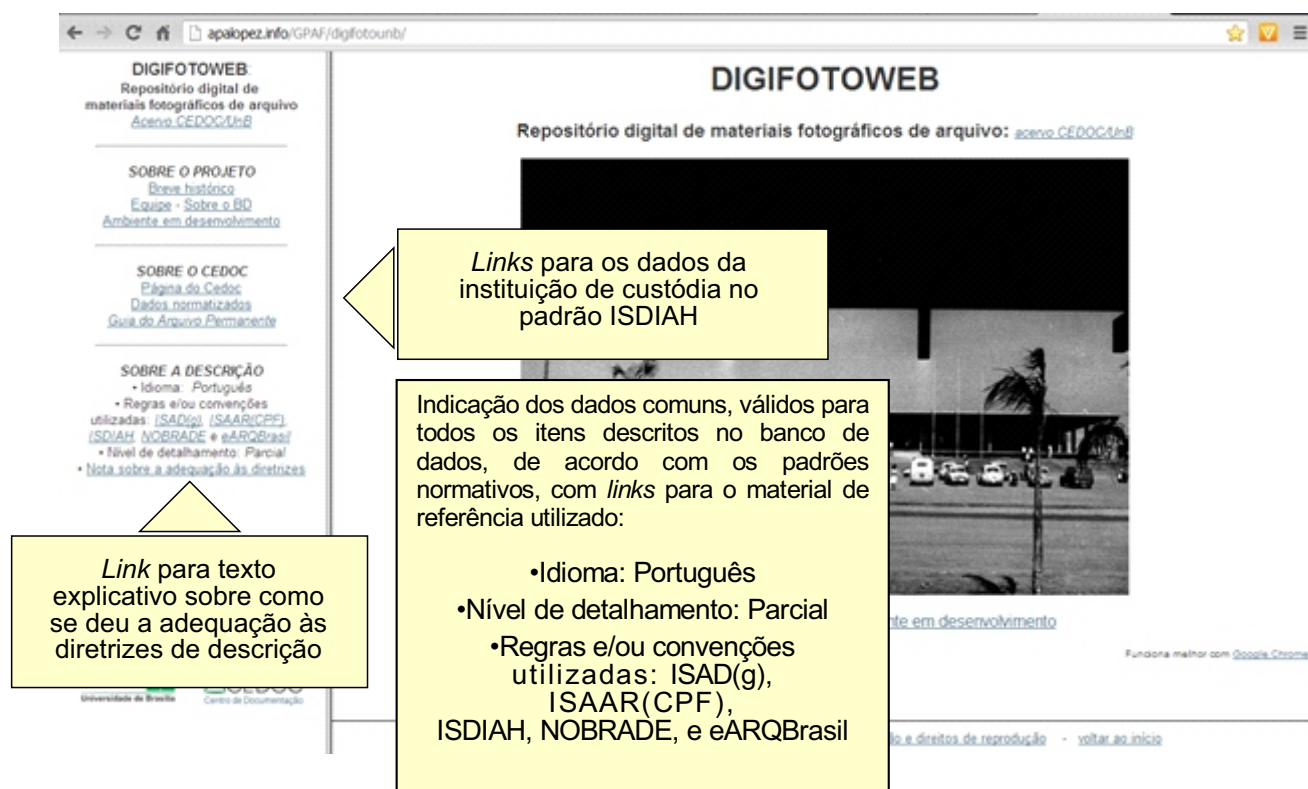 apalopez.info/GPAF/digifotounb/
DIGIFOTOWEB:
Repositório digital de
materiais fotográficos de arquivo
Acervo CEDOC/UnB
SOBRE O PROJETO
Breve histórico
Equipe - Sobre o BD
Ambiente em desenvolvimento
SOBRE O CEDOC
Página do Cedoc
Dados normatizados
Guia do Arquivo Permanente
SOBRE A DESCRIÇÃO
• Idioma: Português
• Regras e/ou convenções
utilizadas: ISAD(g), ISAAR(CPF),
ISDIAH, NOBRADE e eARQBrasil
• Nível de detalhamento: Parcial
• Nota sobre a adequação às diretrizes
Link para texto
explicativo sobre como
se deu a adequação às
diretrizes de descrição
Universidade de Brasília
CEDOC
Centro de Documentação
DIGIFOTOWEB
Repositório digital de materiais fotográficos de arquivo: acervo CEDOC/UnB
Links para os dados da
instituição de custódia no
padrão ISDIAH
Indicação dos dados comuns, válidos para
todos os itens descritos no banco de
dados, de acordo com os padrões
normativos, com links para o material de
referência utilizado:
•Idioma: Português
•Nível de detalhamento: Parcial
•Regras e/ou convenções
utilizadas: ISAD(g),
ISAAR(CPF),
ISDIAH, NOBRADE, e eARQBrasil
nte em desenvolvimento
Funciona melhor com Google Chrome
o e direitos de reprodução - voltar ao início